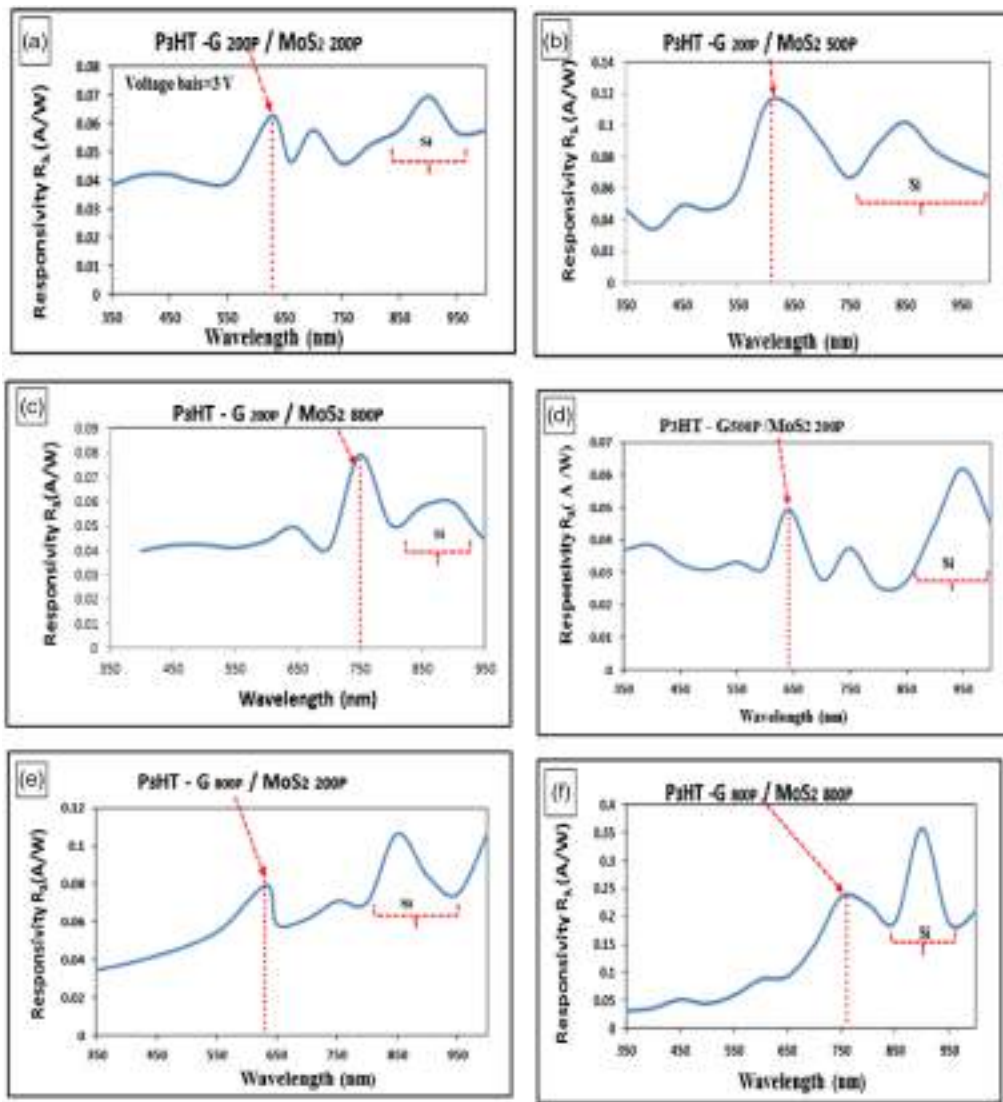 (a)
P3HT -G 200P / MoS2 200P
Voltage bais=3 V
Responsivity Rλ (A/W)
0.08
0.07
0.06
0.05
0.04
0.03
0.02
0.01
0
Si
350 450 550 650 750 850 950
Wavelength (nm)
(b)
P3HT -G 200P / MoS2 500P
Responsivity Rλ (A/W)
0.14
0.12
0.1
0.08
0.06
0.04
0.02
0
Si
350 450 550 650 750 850 950
Wavelength (nm)
(c)
P3HT - G 200P / MoS2 800P
Responsivity Rλ(A/W)
0.09
0.08
0.07
0.06
0.05
0.04
0.03
0.02
0.01
0
Si
350 450 550 650 750 850 950
Wavelength (nm)
(d)
P3HT - G500P /MoS2 200P
Respensivity Rλ( A /W)
0.07
0.06
0.05
0.04
0.03
0.02
0.01
0
Si
350 450 550 650 750 850 950
Wavelength (nm)
(e)
P3HT - G 800P / MoS2 200P
Responsivity Rλ(A/W)
0.12
0.1
0.08
0.06
0.04
0.02
0
Si
350 450 550 650 750 850 950
Wavelength (nm)
(f)
P3HT -G 800P / MoS2 800P
Responsivity Rλ (A/W)
0.4
0.35
0.3
0.25
0.2
0.15
0.1
0.05
0
Si
350 450 550 650 750 850 950
Wavelength (nm)